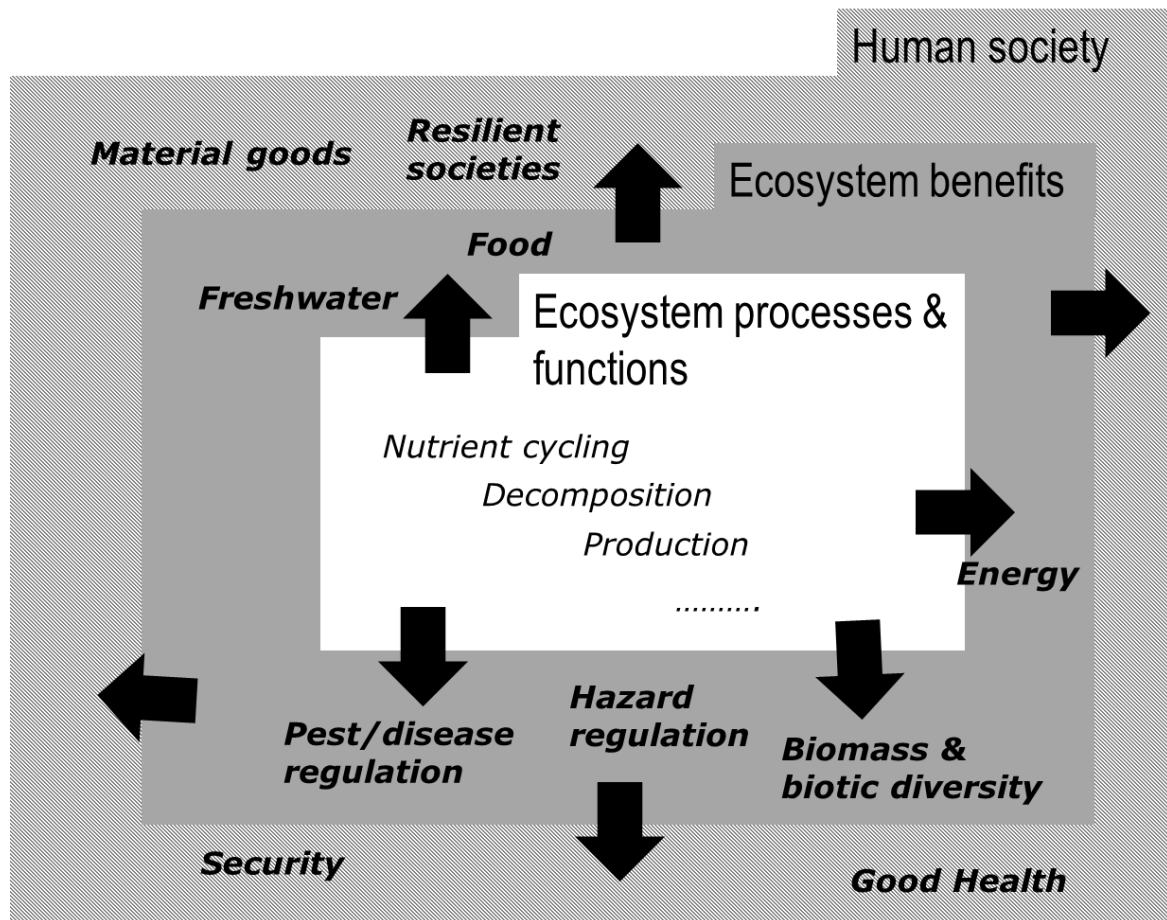 Human society
Material goods
Resilient
societies
Ecosystem benefits
Food
Freshwater
Ecosystem processes &
functions
Nutrient cycling
Decomposition
Production
……….
Energy
Pest/disease
regulation
Hazard
regulation
Biomass &
biotic diversity
Security
Good Health